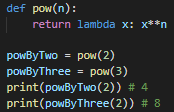 def pow(n):
    return lambda x: x**n

powByTwo = pow(2)
powByThree = pow(3)
print(powByTwo(2)) # 4
print(powByThree(2)) # 8